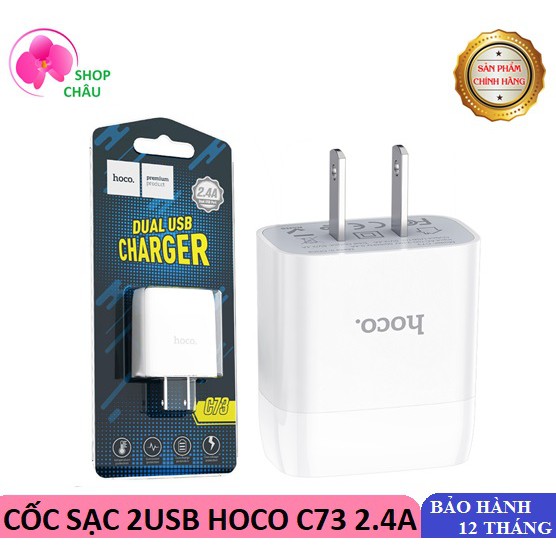 SHOP
CHÂU
SẢN PHẨM
CHÍNH HÃNG
hoco.
premium
product
2.4A
DUAL USB
CHARGER
hoco.
C73
hoco.
CỐC SẠC 2USB HOCO C73 2.4A
BẢO HÀNH
12 THÁNG